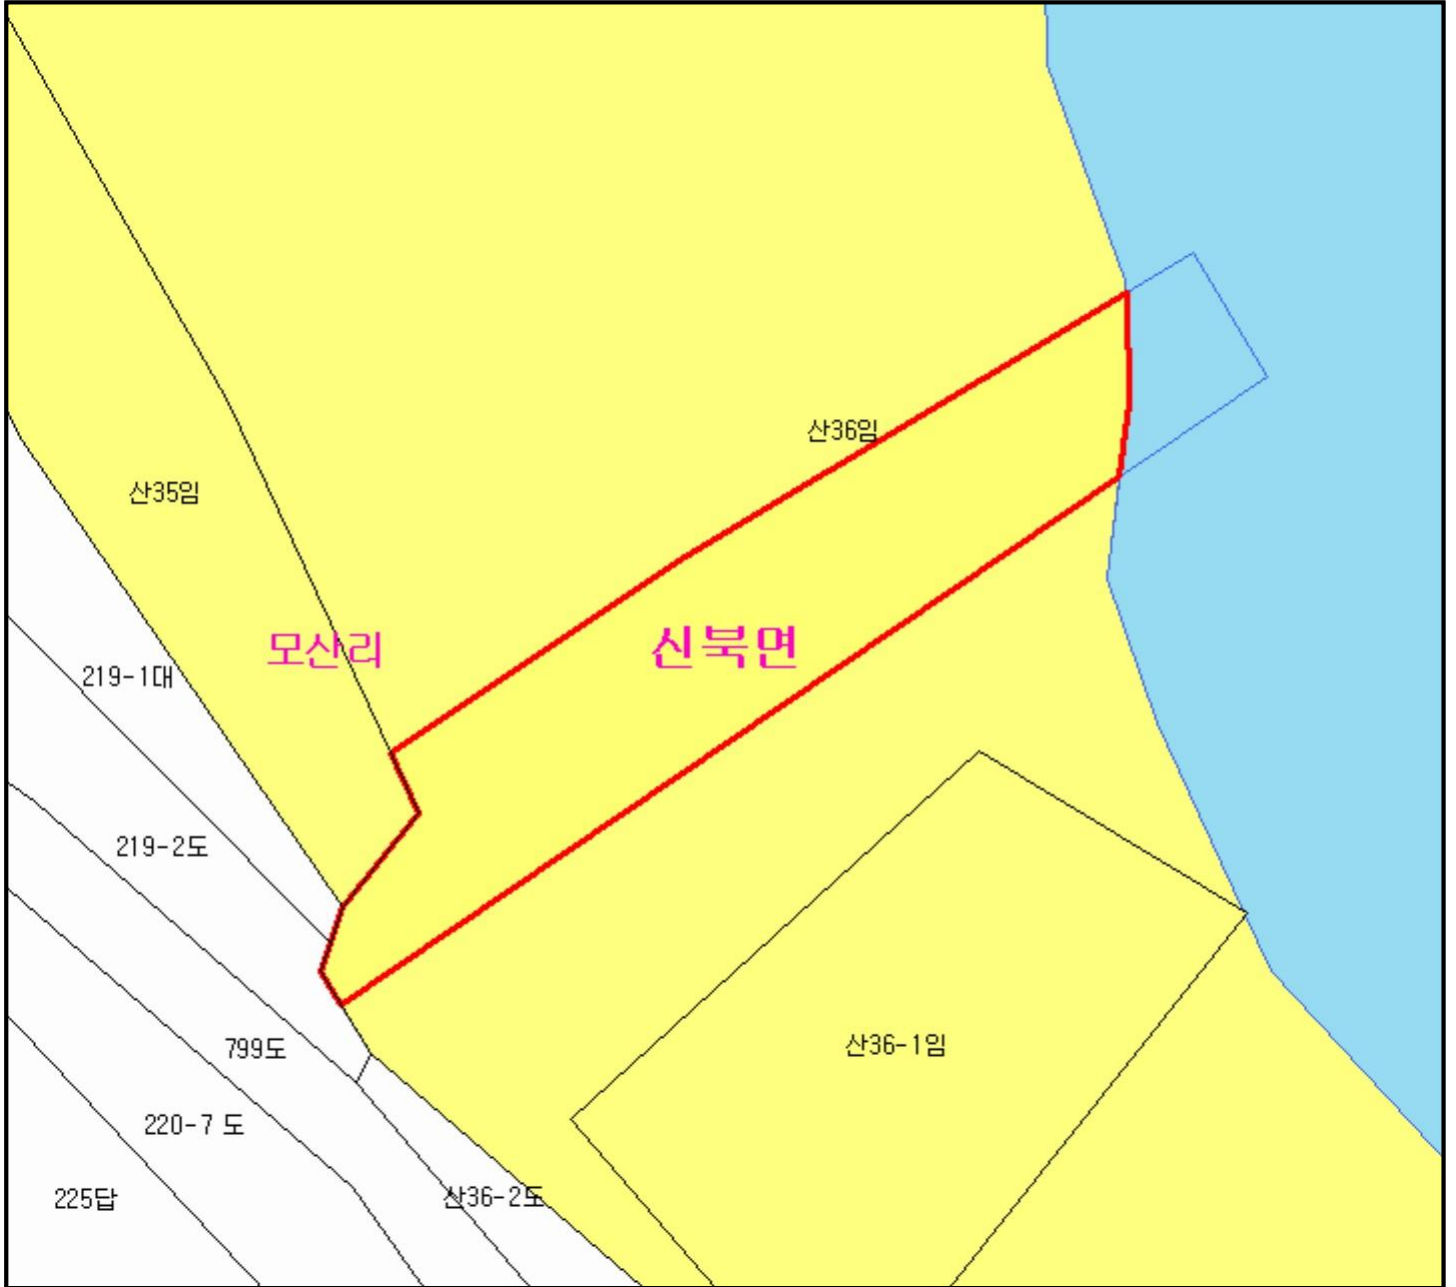 산36임
산35임
모산리
신북면
219-1대
219-2도
799도
산36-1임
220-7 도
225답
산36-2도